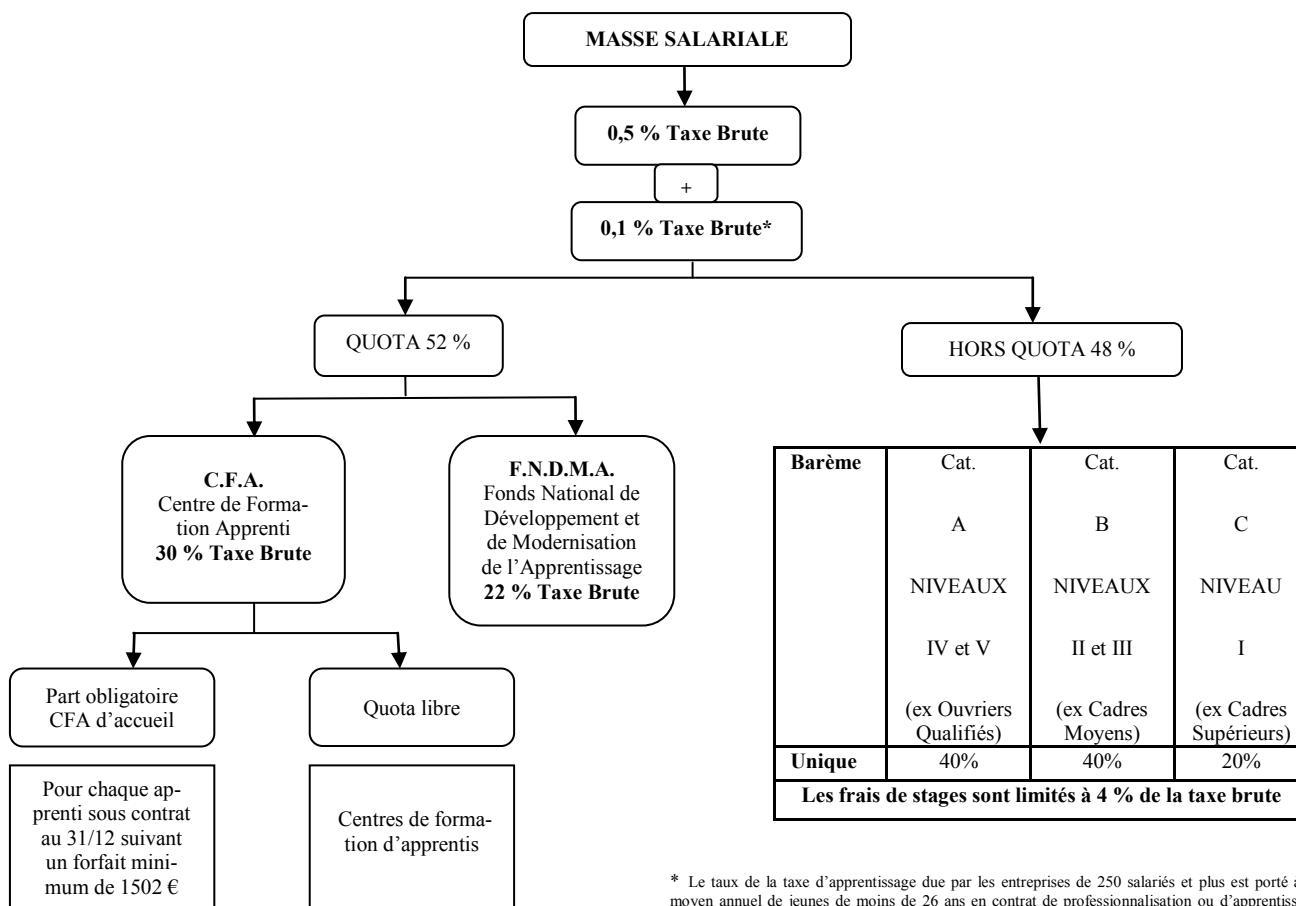 MASSE SALARIALE
0,5 % Taxe Brute
+
0,1 % Taxe Brute*
QUOTA 52 %
HORS QUOTA 48 %
C.F.A.
Centre de Forma-
tion Apprenti
30 % Taxe Brute
F.N.D.M.A.
Fonds National de
Développement et
de Modernisation
de l’Apprentissage
22 % Taxe Brute
Part obligatoire
CFA d’accueil
Quota libre
Pour chaque ap-
prenti sous contrat
au 31/12 suivant
un forfait mini-
mum de 1502 €
Centres de forma-
tion d’apprentis
Barème Cat. Cat. Cat.
A B C
NIVEAUX NIVEAUX NIVEAU
IV et V II et III I
(ex Ouvriers (ex Cadres (ex Cadres
Qualifiés) Moyens) Supérieurs)
Unique 40% 40% 20%
Les frais de stages sont limités à 4 % de la taxe brute
* Le taux de la taxe d’apprentissage due par les entreprises de 250 salariés et plus est porté
moyen annuel de jeunes de moins de 26 ans en contrat de professionnalisation ou